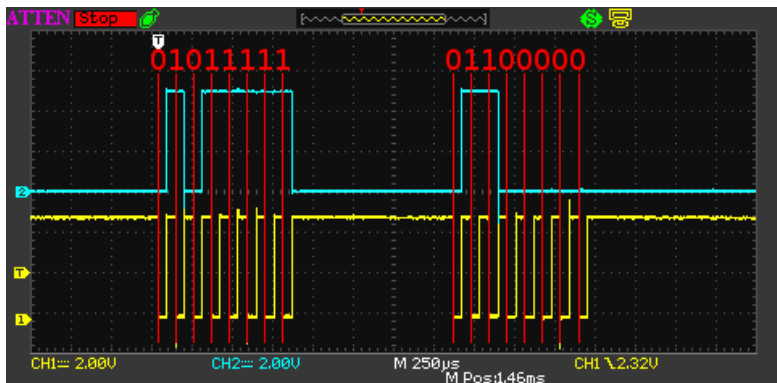 ATTEN Stop S
T
01011111 01100000
2
T
1
CH1 2.00V CH2 2.00V M 250μs CH1 2.32V
M Pos:1.46ms